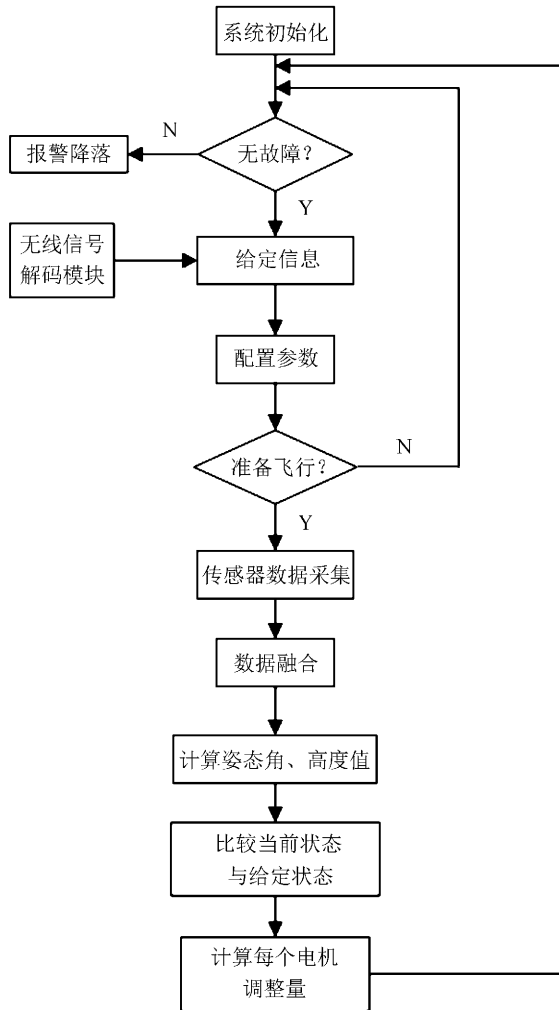 系统初始化
N
无故障?
报警降落
Y
无线信号
解码模块
给定信息
配置参数
准备飞行?
N
Y
传感器数据采集
数据融合
计算姿态角、高度值
比较当前状态
与给定状态
计算每个电机
调整量